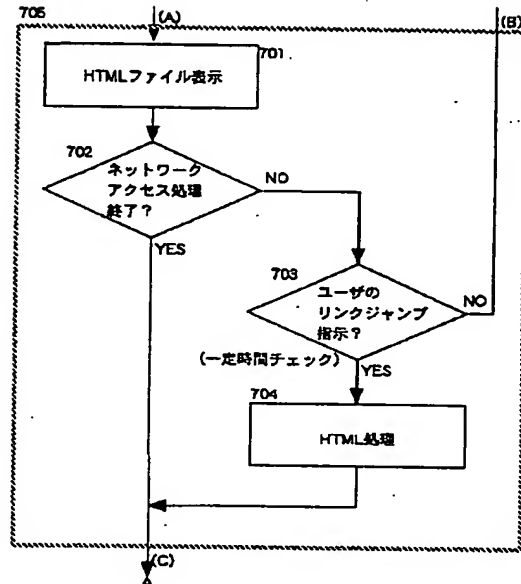 705
(A)
(B)
701
HTMLファイル表示
702
ネットワーク
アクセス処理
終了?
NO
YES
703
ユーザの
リンクジャンプ
指示?
NO
(一定時間チェック)
YES
704
HTML処理
(C)